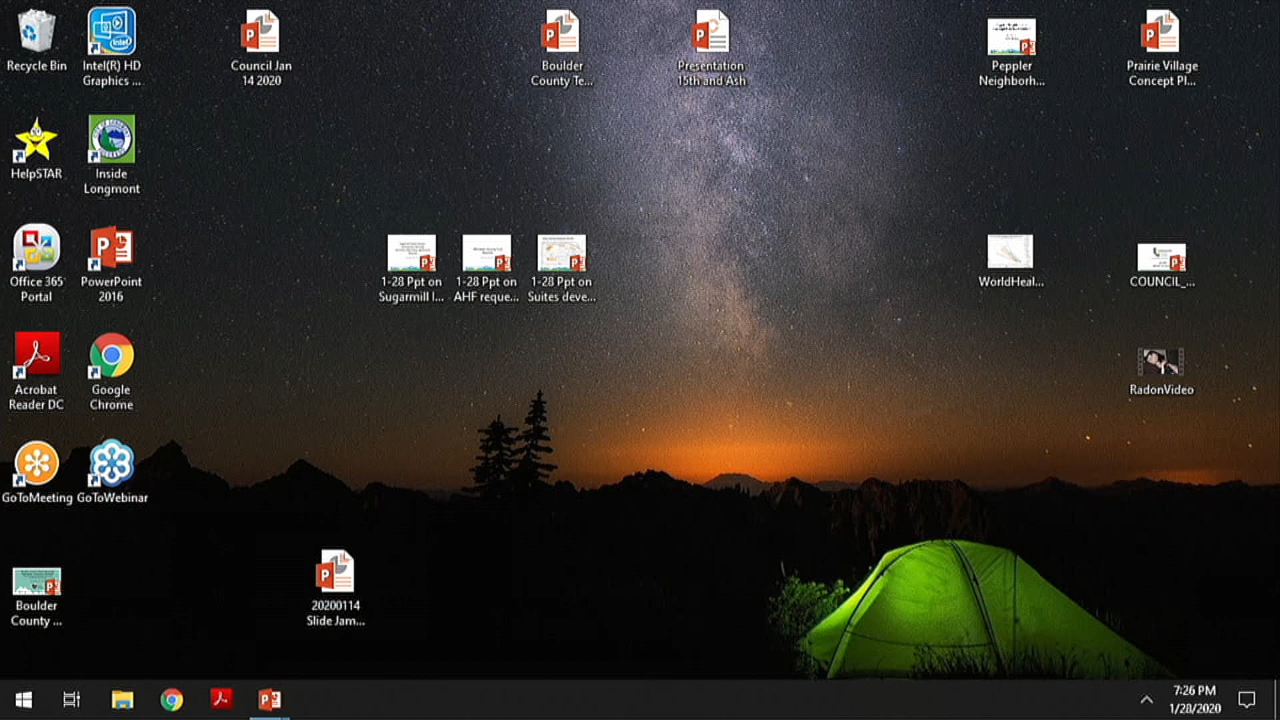 Recycle Bin
Intel(R) HD
Graphics ...
Council Jan
14 2020
Boulder
County Te...
Presentation
15th and Ash
Peppler
Neighborh...
Prairie Village
Concept Pl...
HelpSTAR
Inside
Longmont
Office 365
Portal
PowerPoint
2016
1-28 Ppt on
Sugarmill I...
1-28 Ppt on
AHF reque...
1-28 Ppt on
Suites deve...
WorldHeal...
COUNCIL_...
Acrobat
Reader DC
Google
Chrome
RadonVideo
GoToMeeting
GoToWebinar
Boulder
County ...
20200114
Slide Jam...
7:26 PM
1/28/2020